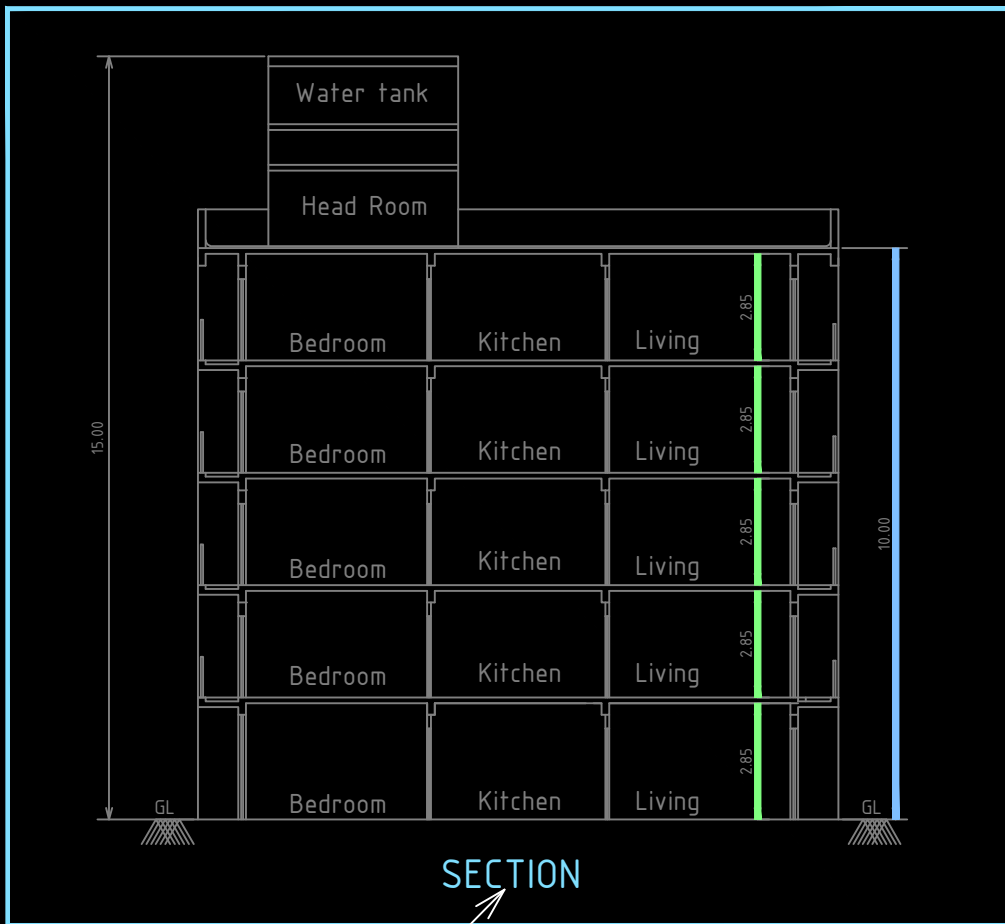 Water tank
Head Room
2.85
Bedroom Kitchen Living
2.85
15.00
Bedroom Kitchen Living
2.85
10.00
Bedroom Kitchen Living
2.85
Bedroom Kitchen Living
2.85
Bedroom Kitchen Living
GL GL
SECTION